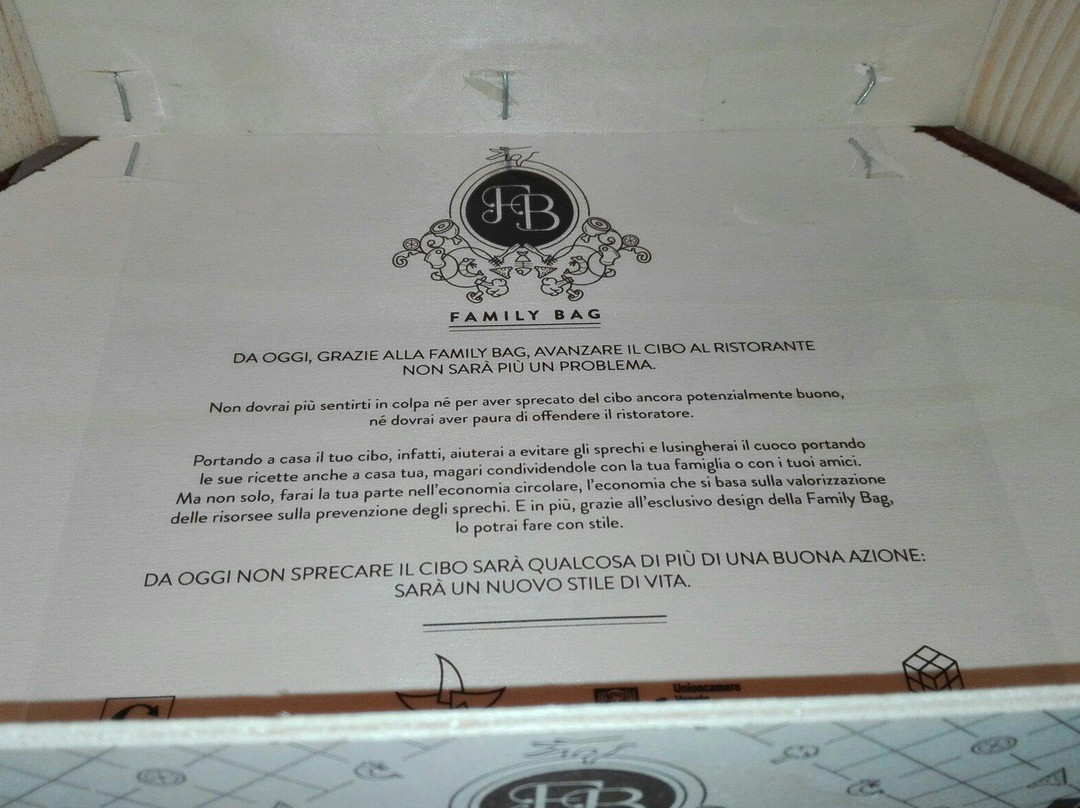 FB
FAMILY BAG
DA OGGI, GRAZIE ALLA FAMILY BAG, AVANZARE IL CIBO AL RISTORANTE
NON SARÀ PIÙ UN PROBLEMA.
Non dovrai più sentirti in colpa né per aver sprecato del cibo ancora potenzialmente buono,
né dovrai aver paura di offendere il ristoratore.
Portando a casa il tuo cibo, infatti, aiuterai a evitare gli sprechi e lusingherai il cuoco portando
le sue ricette anche a casa tua, magari condividendole con la tua famiglia o con i tuoi amici.
Ma non solo, farai la tua parte nell'economia circolare, l'economia che si basa sulla valorizzazione
delle risorsee sulla prevenzione degli sprechi. E in più, grazie all'esclusivo design della Family Bag,
lo potrai fare con stile.
DA OGGI NON SPRECARE IL CIBO SARÀ QUALCOSA DI PIÙ DI UNA BUONA AZIONE:
SARÀ UN NUOVO STILE DI VITA.
Unioncamere
Veneto
FB